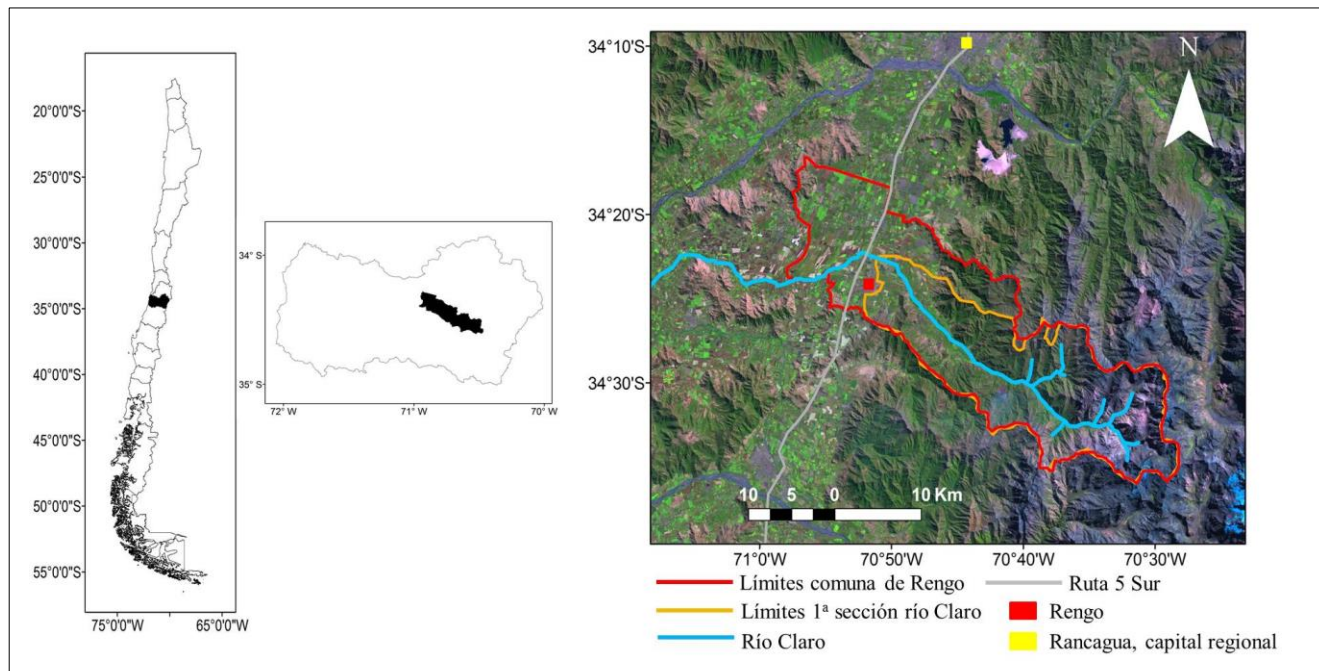 20°0'0"S
25°0'0"S
30°0'0"S
35°0'0"S
40°0'0"S
45°0'0"S
50°0'0"S
55°0'0"S
75°0'0"W
65°0'0"W
34° S
35° S
72° W
71° W
70° W
34°10'S
34°20'S
34°30'S
N
10 5 0 10 Km
71°0'W
70°50'W
70°40'W
70°30'W
Límites comuna de Rengo
Ruta 5 Sur
Límites 1ª sección río Claro
Rengo
Río Claro
Rancagua, capital regional